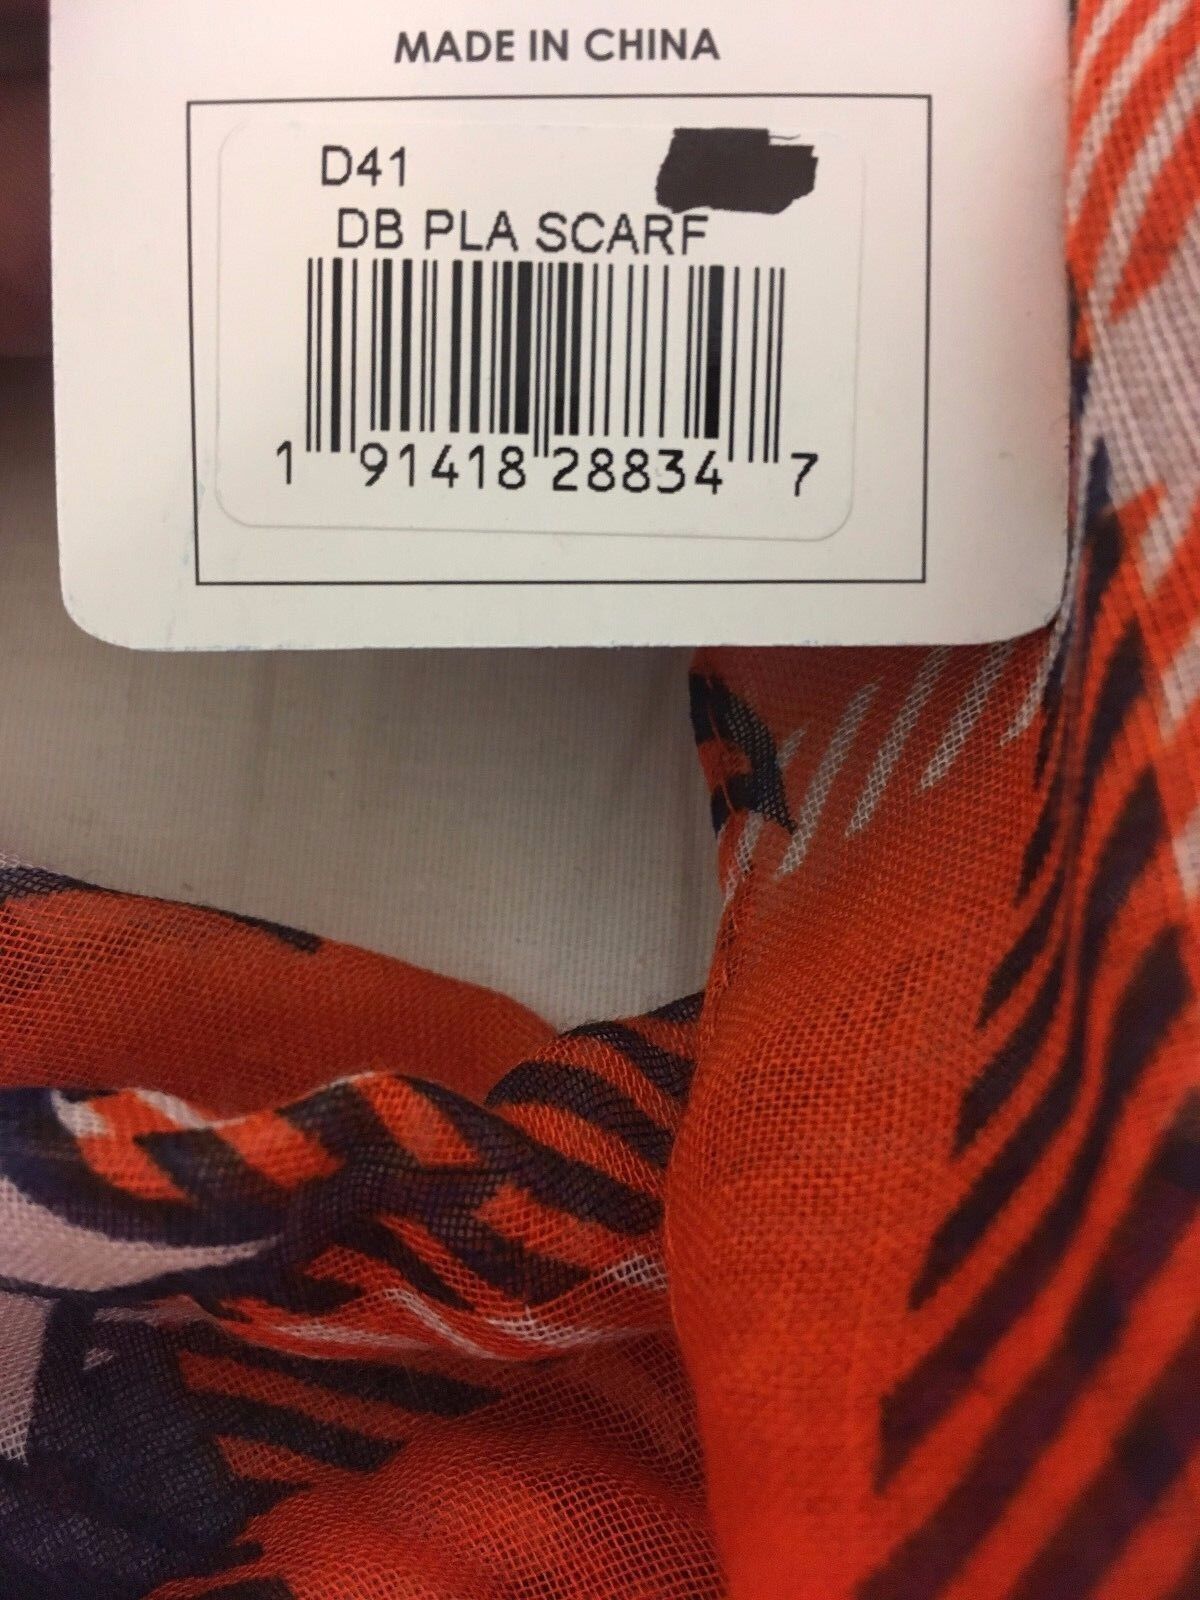 MADE IN CHINA
D41
DB PLA SCARF
1 91418 28834 7